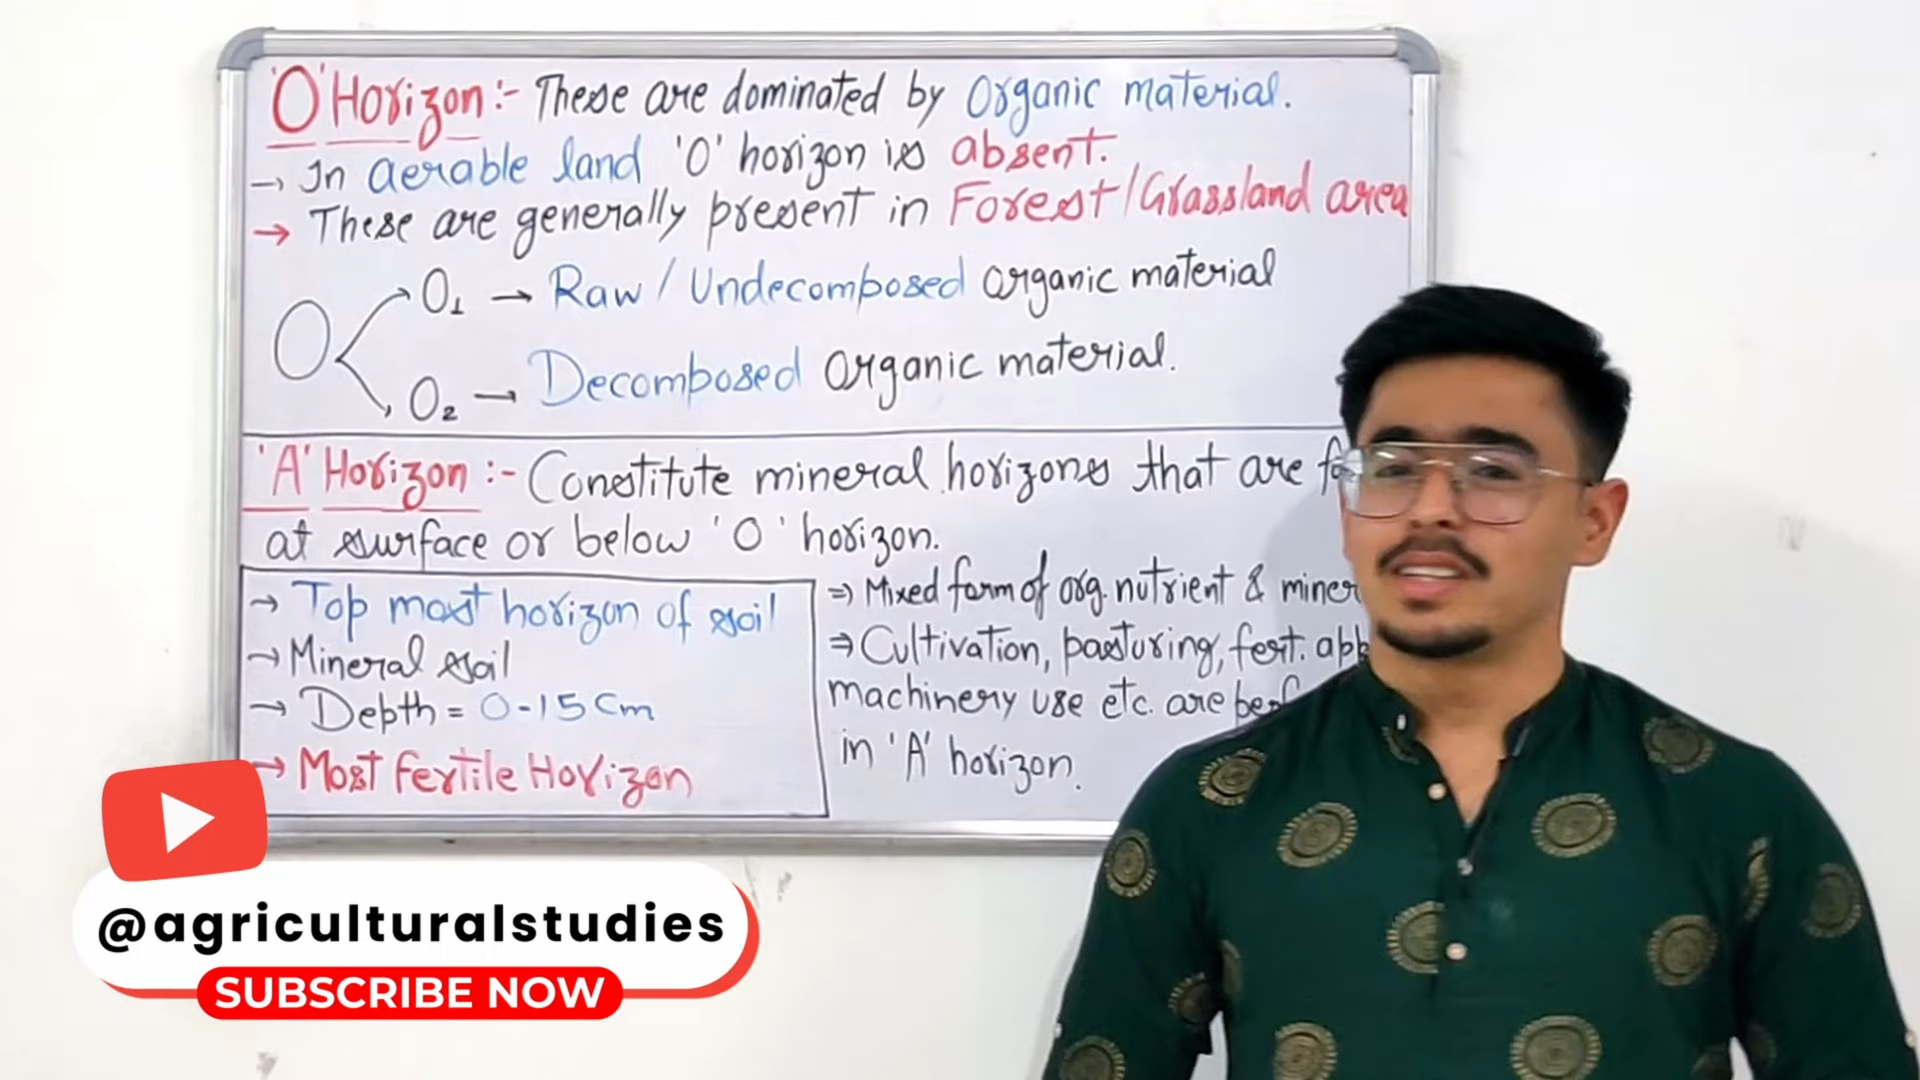 'O' Horizon :- These are dominated by organic material.
→ In aerable land 'O' horizon is absent.
→ These are generally present in Forest/Grassland area
O
O₁ → Raw / Undecomposed organic material
O₂ → Decomposed organic material.
'A' Horizon :- Constitute mineral horizons that are
at surface or below 'O' horizon.
→ Top most horizon of soil
→ Mineral soil
→ Depth = 0-15 Cm
→ Most Fertile Horizon
⇒ Mixed form of org. nutrient &
⇒ Cultivation, pasturing, fert.
machinery use etc. are
in 'A' horizon.
@agriculturalstudies
SUBSCRIBE NOW